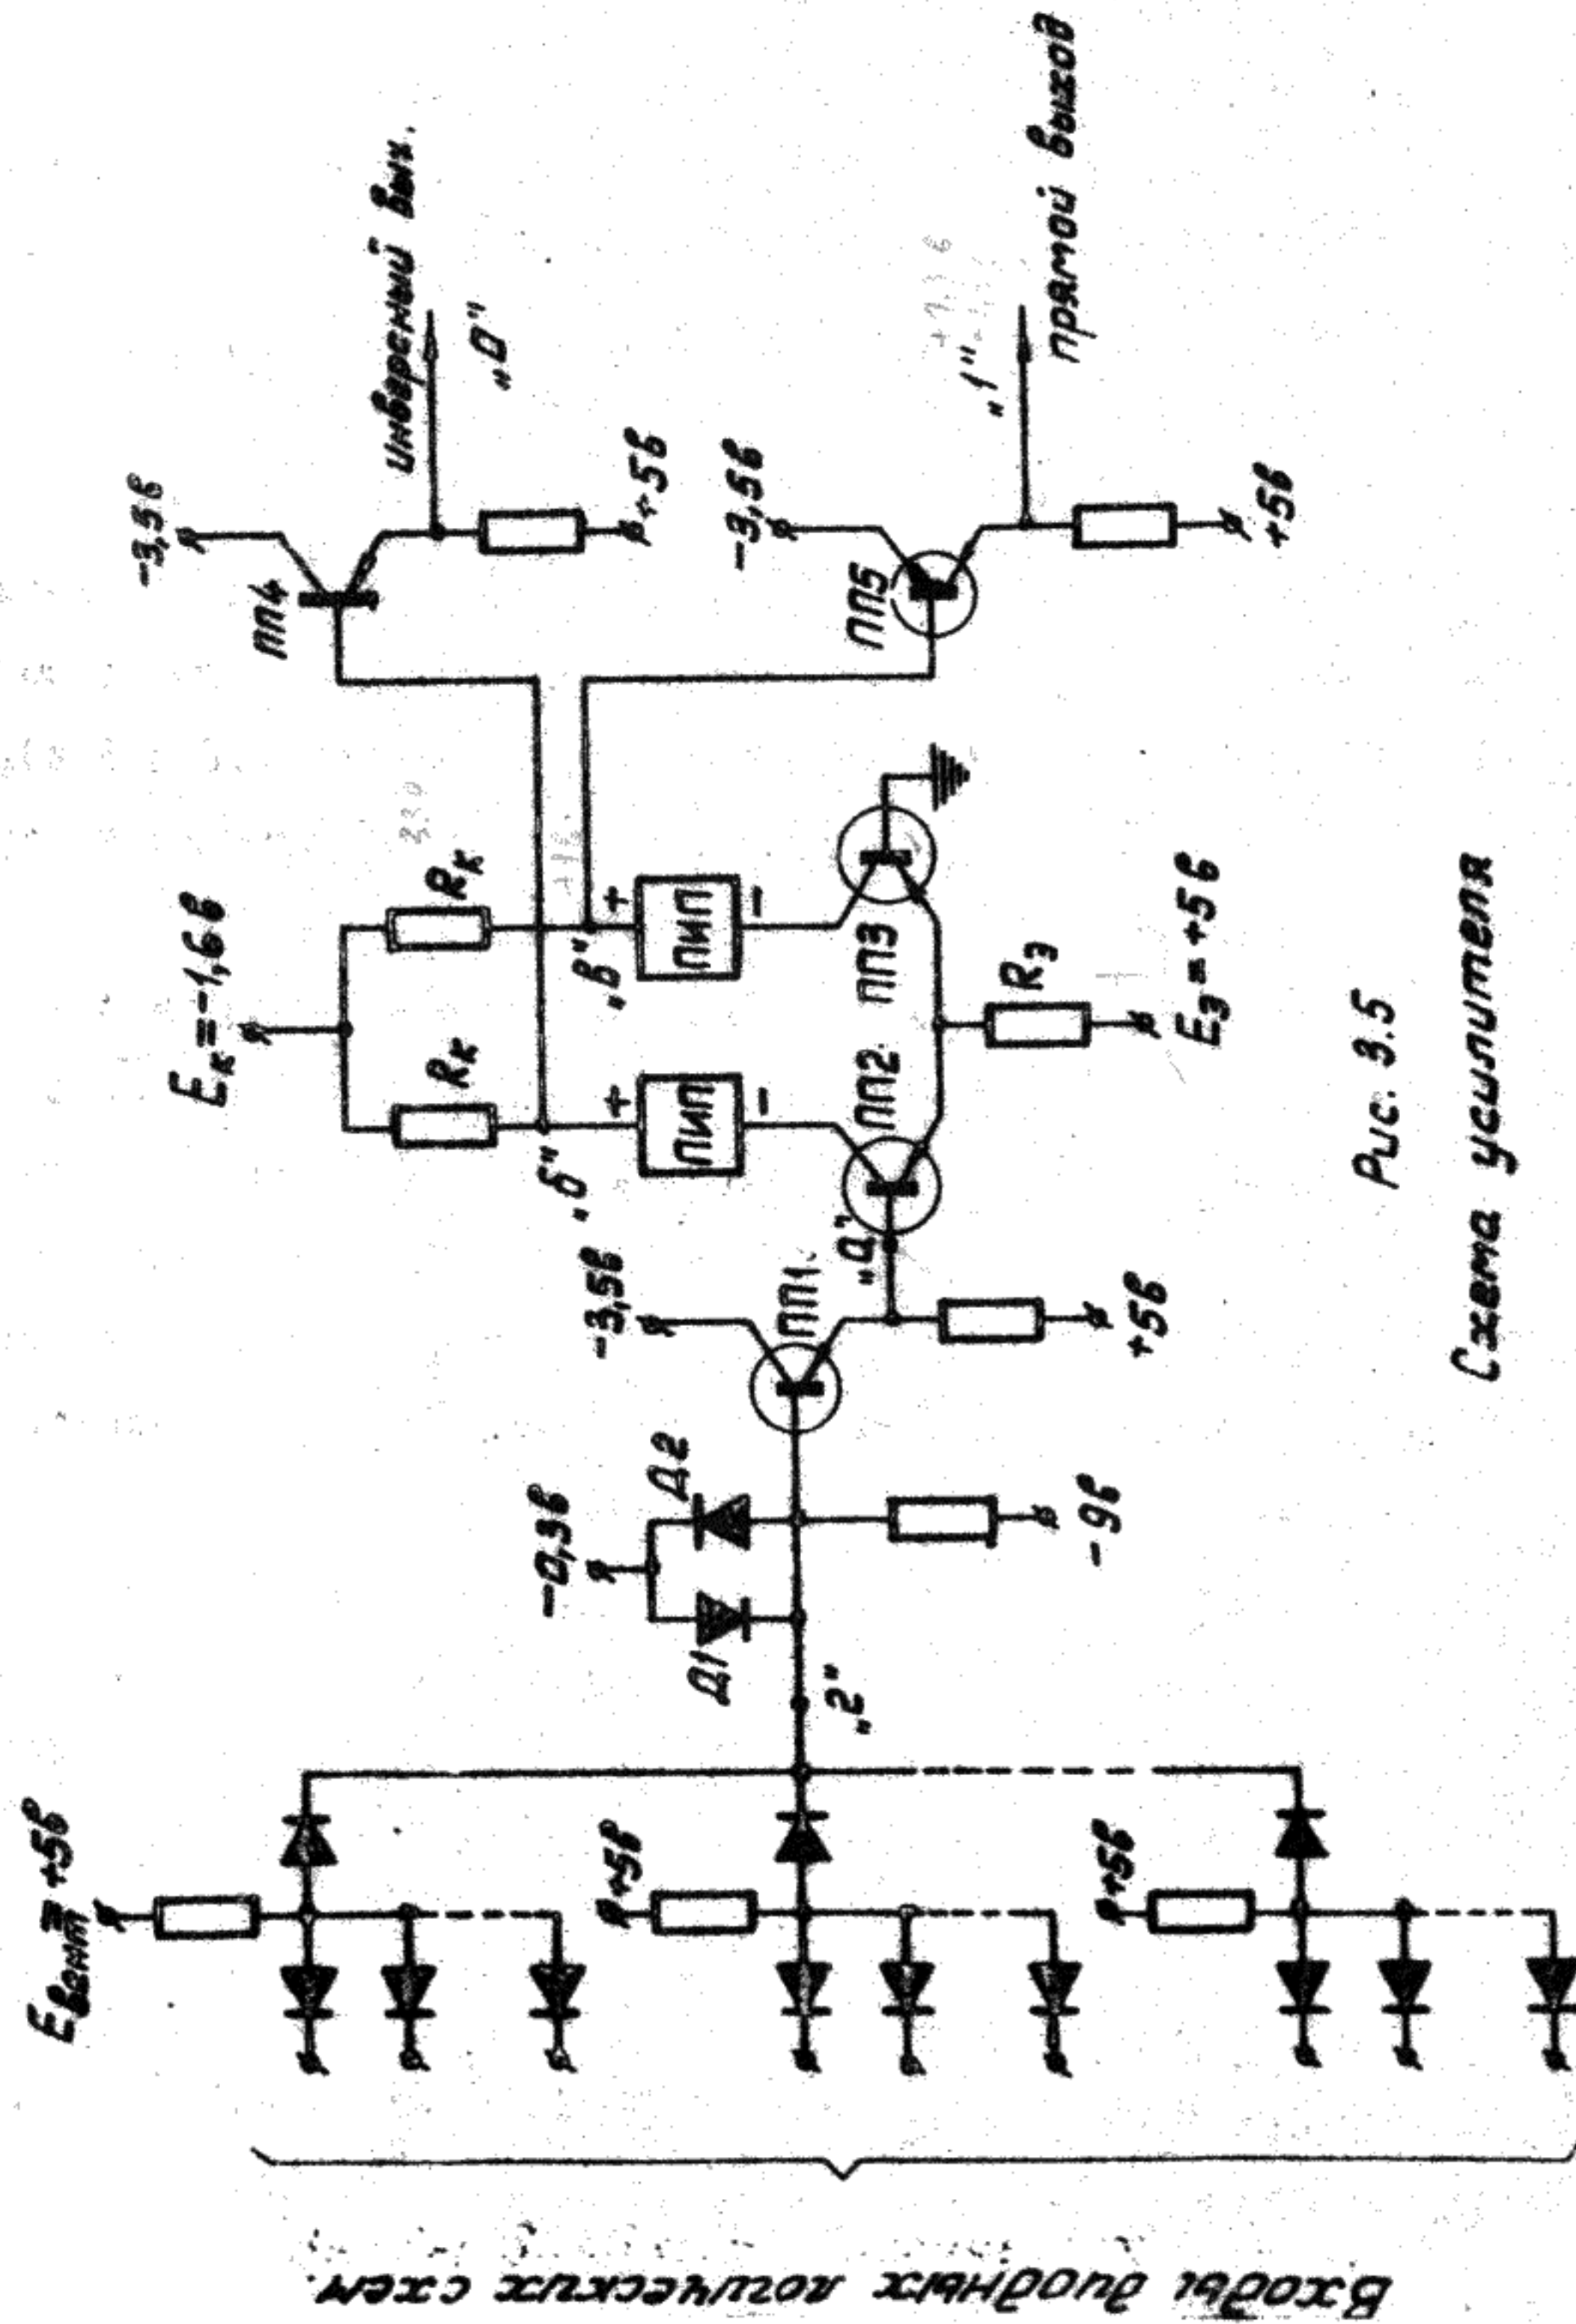 Входы диодных логических схем.
Eвент = +5в
+5в
+5в
„г"
Д1
Д2
-0,3в
-9в
ПП1
-3,5в
+5в
„а"
Eк=-1,6в
Rк
Rк
„б"
„в"
+
ПИП
-
+
ПИП
-
ПП2
ПП3
Rэ
Eэ=+5в
ПП4
-3,5в
+5в
инверсный вых.
„0"
ПП5
-3,5в
+5в
„1"
прямой выход
Рис. 3.5
Схема усилителя